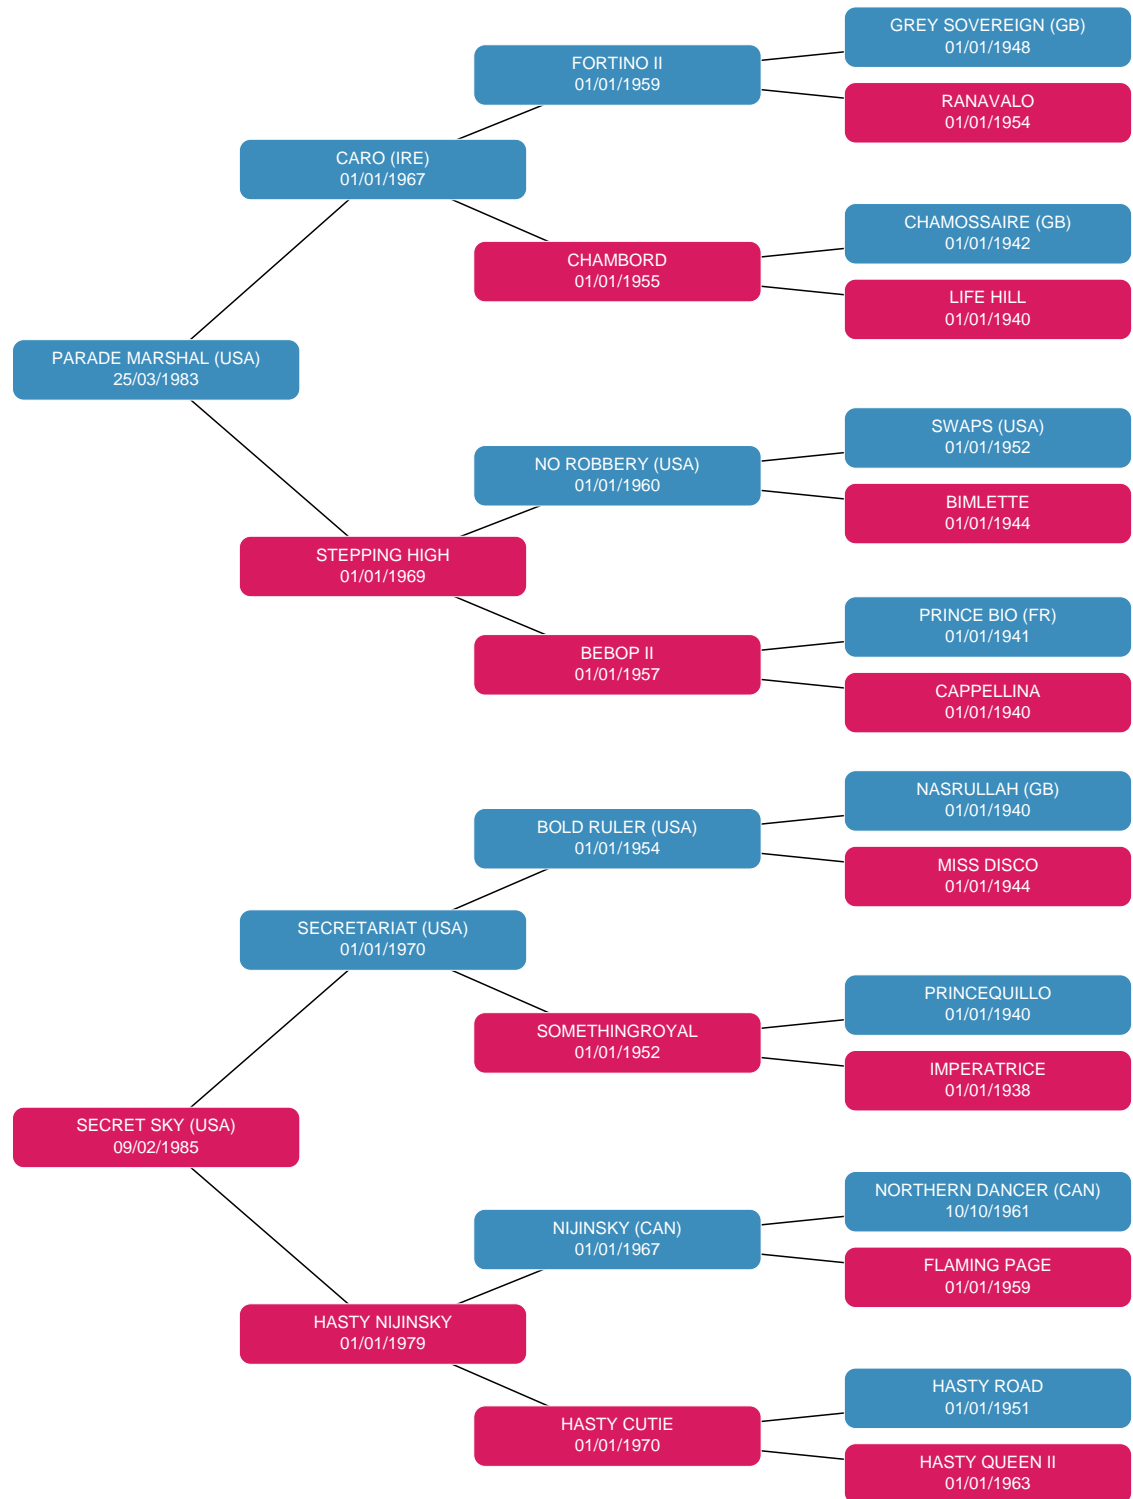 GREY SOVEREIGN (GB)
01/01/1948
FORTINO II
01/01/1959
RANAVALO
01/01/1954
CARO (IRE)
01/01/1967
CHAMOSSAIRE (GB)
01/01/1942
CHAMBORD
01/01/1955
LIFE HILL
01/01/1940
PARADE MARSHAL (USA)
25/03/1983
SWAPS (USA)
01/01/1952
NO ROBBERY (USA)
01/01/1960
BIMLETTE
01/01/1944
STEPPING HIGH
01/01/1969
PRINCE BIO (FR)
01/01/1941
BEBOP II
01/01/1957
CAPPELLINA
01/01/1940
NASRULLAH (GB)
01/01/1940
BOLD RULER (USA)
01/01/1954
MISS DISCO
01/01/1944
SECRETARIAT (USA)
01/01/1970
PRINCEQUILLO
01/01/1940
SOMETHINGROYAL
01/01/1952
IMPERATRICE
01/01/1938
SECRET SKY (USA)
09/02/1985
NORTHERN DANCER (CAN)
10/10/1961
NIJINSKY (CAN)
01/01/1967
FLAMING PAGE
01/01/1959
HASTY NIJINSKY
01/01/1979
HASTY ROAD
01/01/1951
HASTY CUTIE
01/01/1970
HASTY QUEEN II
01/01/1963